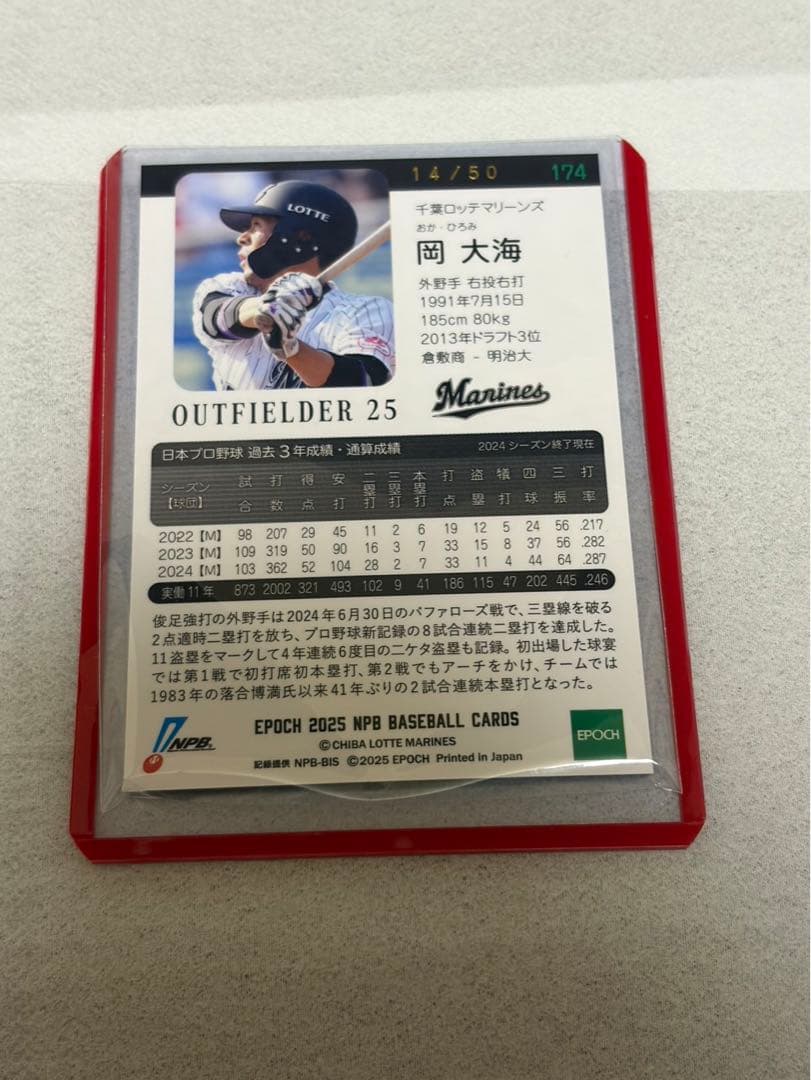 14/50 174
LOTTE
千葉ロッテマリーンズ
おか・ひろみ
岡 大海
外野手 右投右打
1991年7月15日
185cm 80kg
2013年ドラフト3位
倉敷商 - 明治大
OUTFIELDER 25
Marines
日本プロ野球 過去3年成績・通算成績 2024シーズン終了現在
シーズン【球団】 試合 打数 得点 安打 二塁打 三塁打 本塁打 打点 盗塁 犠打 四球 三振 打率
2022【M】 98 207 29 45 11 2 6 19 12 5 24 56 .217
2023【M】 109 319 50 90 16 3 7 33 15 8 37 56 .282
2024【M】 103 362 52 104 28 2 7 33 11 4 44 64 .287
実働11年 873 2002 321 493 102 9 41 186 115 47 202 445 .246
俊足強打の外野手は2024年6月30日のバファローズ戦で、三塁線を破る
2点適時二塁打を放ち、プロ野球新記録の8試合連続二塁打を達成した。
11盗塁をマークして4年連続6度目の二ケタ盗塁も記録。初出場した球宴
では第1戦で初打席初本塁打、第2戦でもアーチをかけ、チームでは
1983年の落合博満氏以来41年ぶりの2試合連続本塁打となった。
NPB
EPOCH 2025 NPB BASEBALL CARDS
©CHIBA LOTTE MARINES
記録提供 NPB-BIS ©2025 EPOCH Printed in Japan
EPOCH